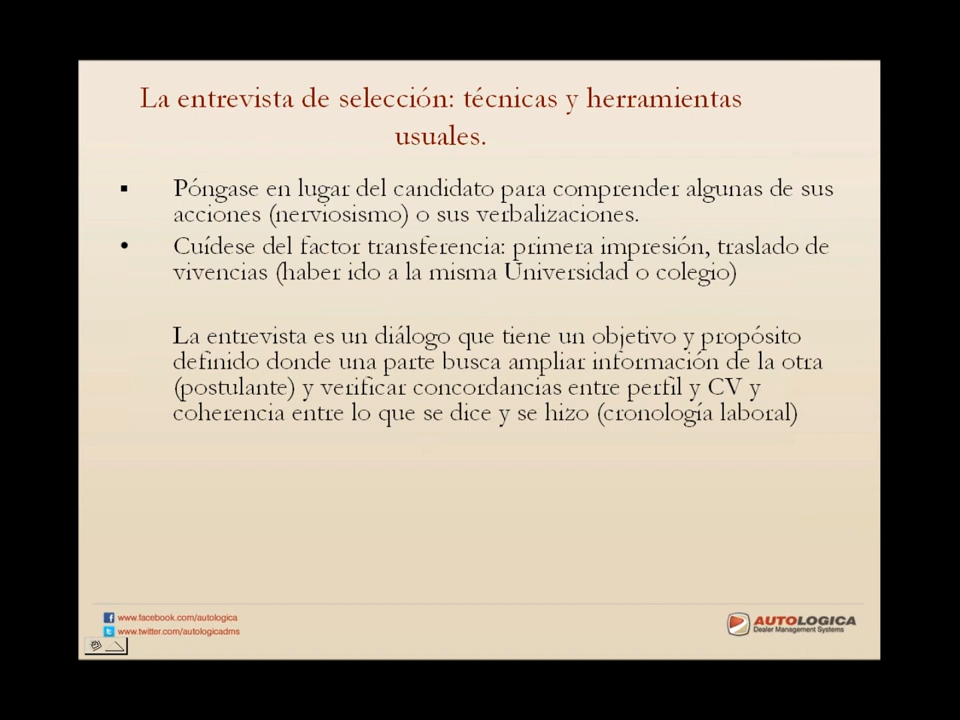 La entrevista de selección: técnicas y herramientas
usuales.
▪ Póngase en lugar del candidato para comprender algunas de sus
acciones (nerviosismo) o sus verbalizaciones.
• Cuídese del factor transferencia: primera impresión, traslado de
vivencias (haber ido a la misma Universidad o colegio)
La entrevista es un diálogo que tiene un objetivo y propósito
definido donde una parte busca ampliar información de la otra
(postulante) y verificar concordancias entre perfil y CV y
coherencia entre lo que se dice y se hizo (cronología laboral)
www.facebook.com/autologica
www.twitter.com/autologicadms
AUTOLOGICA
Dealer Management Systems